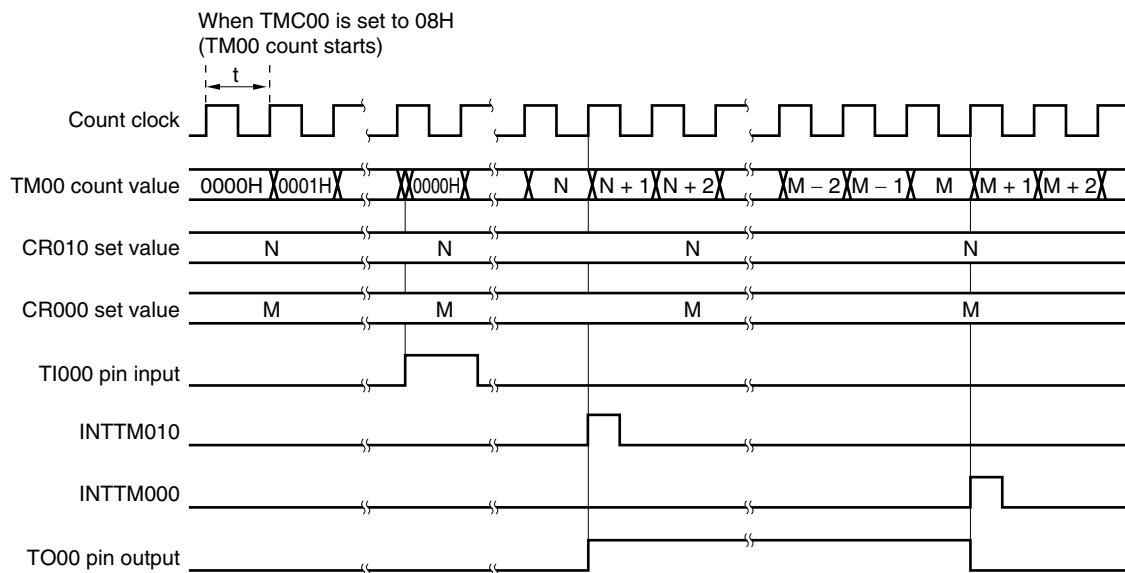 When TMC00 is set to 08H
(TM00 count starts)
t
Count clock
TM00 count value 0000H 0001H 0000H N N + 1 N + 2 M − 2 M − 1 M M + 1 M + 2
CR010 set value N N N N
CR000 set value M M M M
TI000 pin input
INTTM010
INTTM000
TO00 pin output